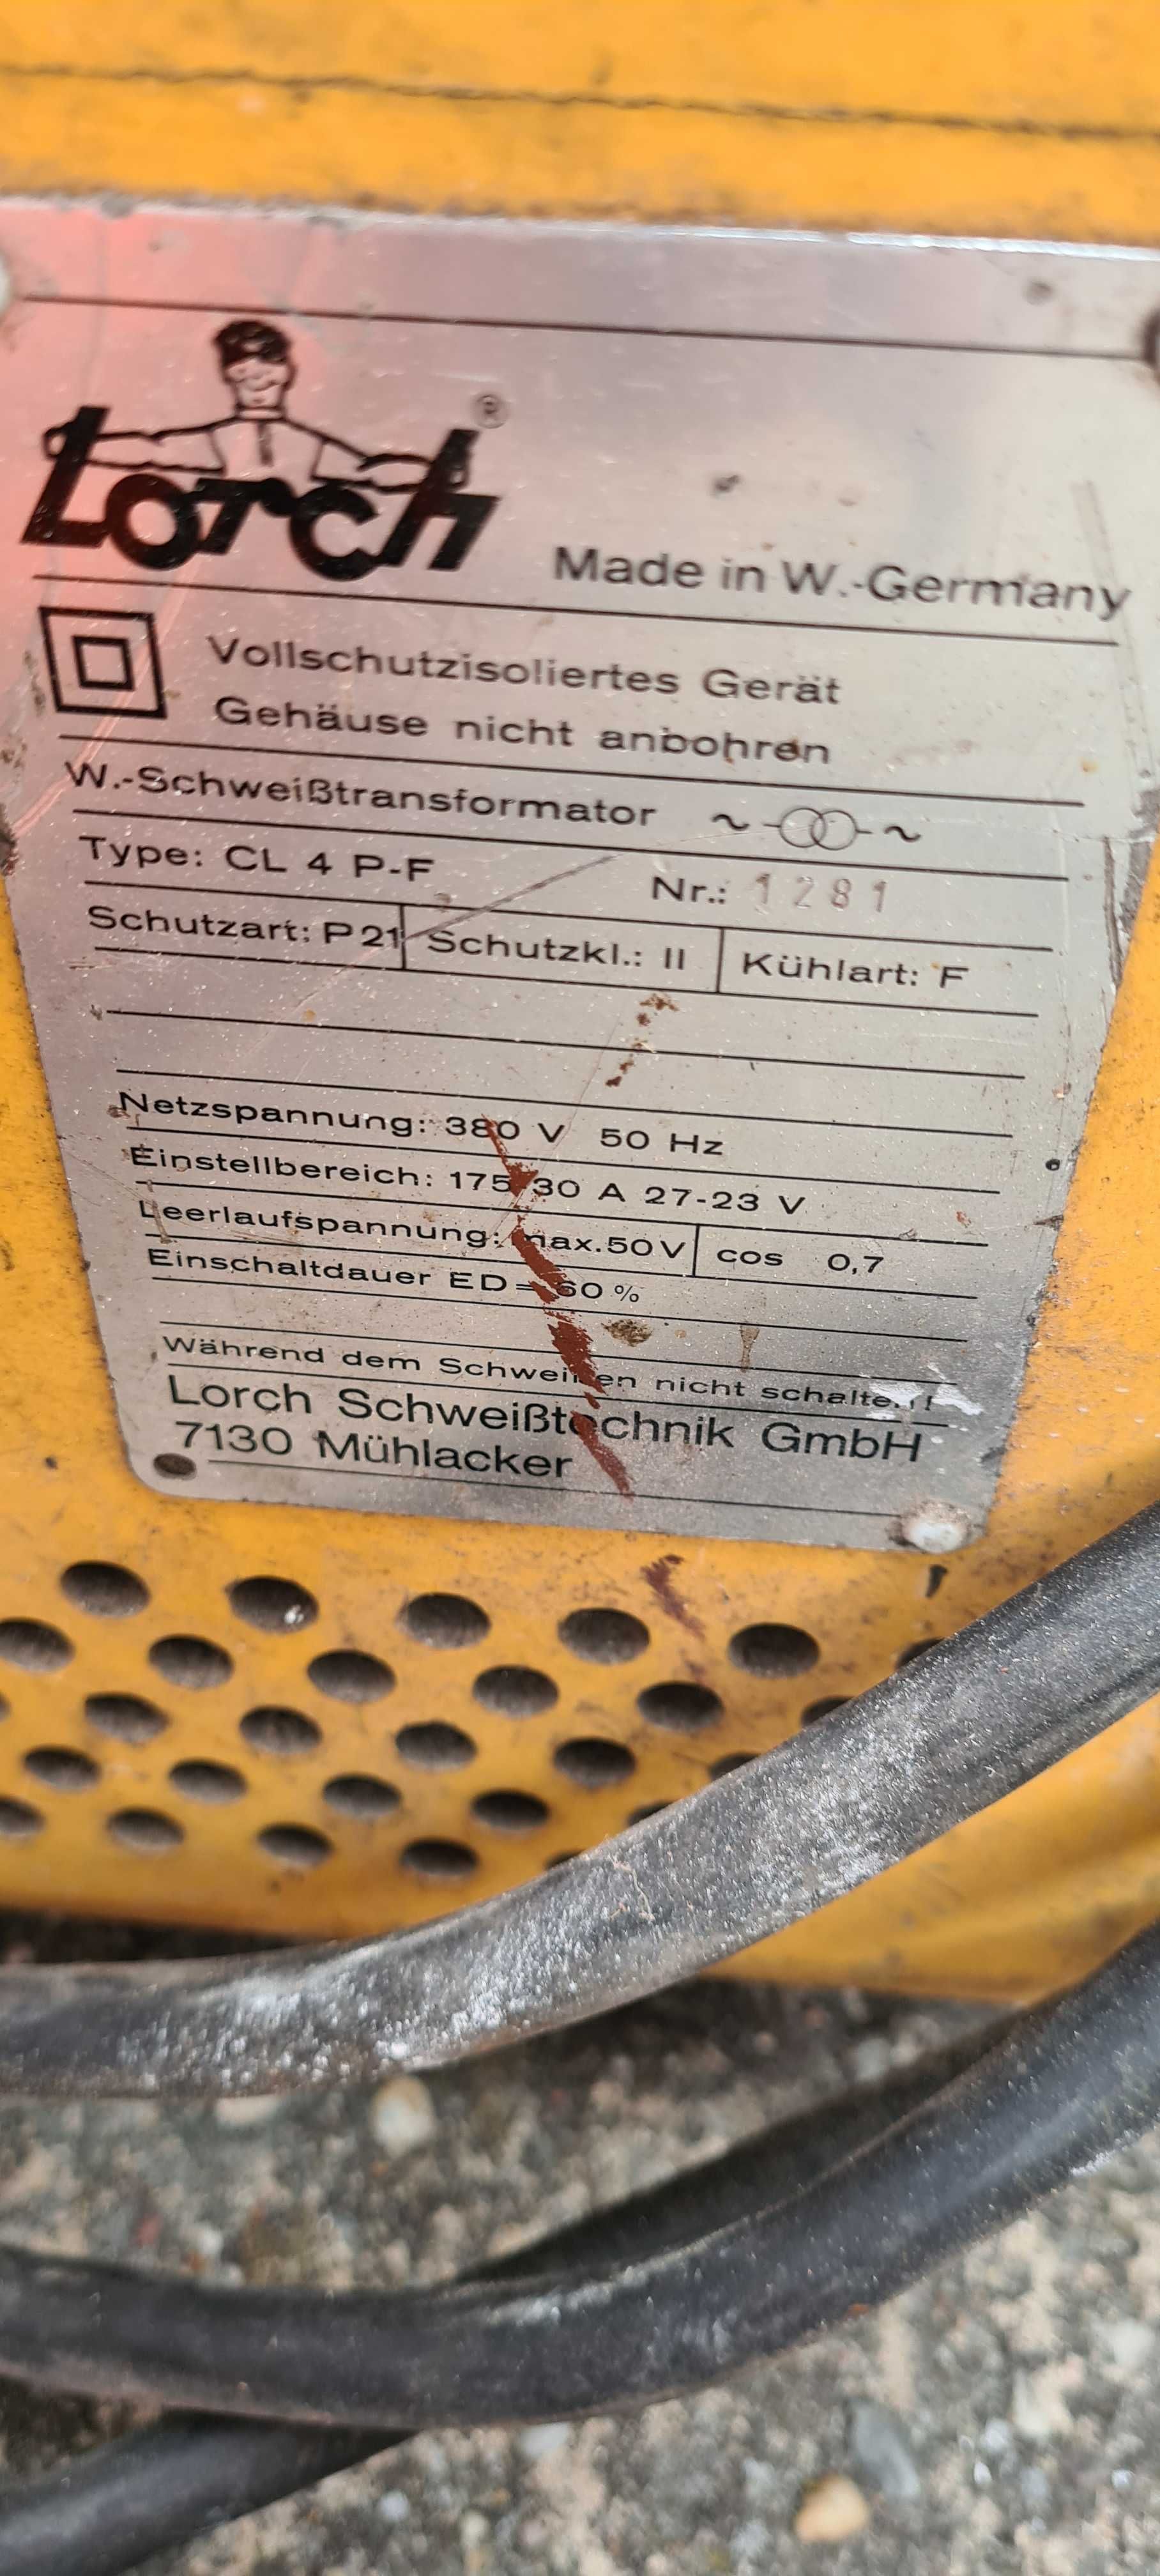 Lorch ®
Made in W.-Germany
Vollschutzisoliertes Gerät
Gehäuse nicht anbohren
W.-Schweißtransformator
Type: CL 4 P-F Nr.: 1281
Schutzart: P21 Schutzkl.: II Kühlart: F
Netzspannung: 380 V 50 Hz
Einstellbereich: 175-30 A 27-23 V
Leerlaufspannung: max.50V cos 0,7
Einschaltdauer ED= %
Während dem Schweißen nicht schalten!
Lorch Schweißtechnik GmbH
7130 Mühlacker